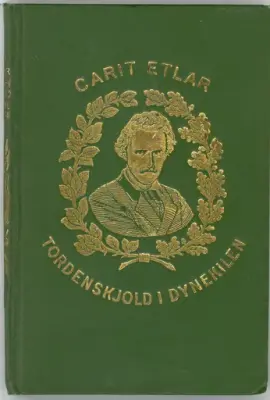 CARIT ETLAR
TORDENSKJOLD I DYNEKILEN